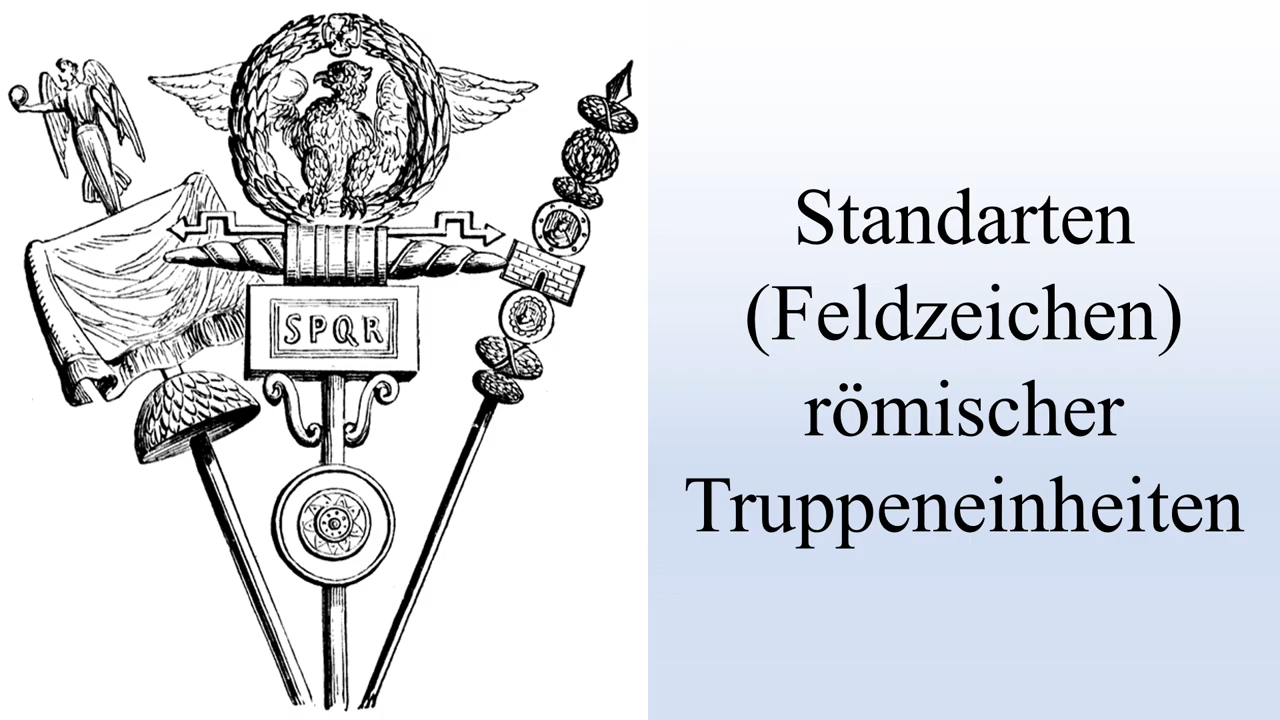 SPQR
Standarten
(Feldzeichen)
römischer
Truppeneinheiten